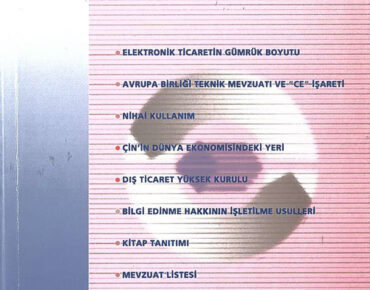 ELEKTRONİK TİCARETİN GÜMRÜK BOYUTU
AVRUPA BİRLİĞİ TEKNİK MEVZUATI VE "CE" İŞARETİ
NİHAİ KULLANIM
ÇİN'İN DÜNYA EKONOMİSİNDEKİ YERİ
DIŞ TİCARET YÜKSEK KURULU
BİLGİ EDİNME HAKKININ İŞLETİLME USULLERİ
KİTAP TANITIMI
MEVZUAT LİSTESİ